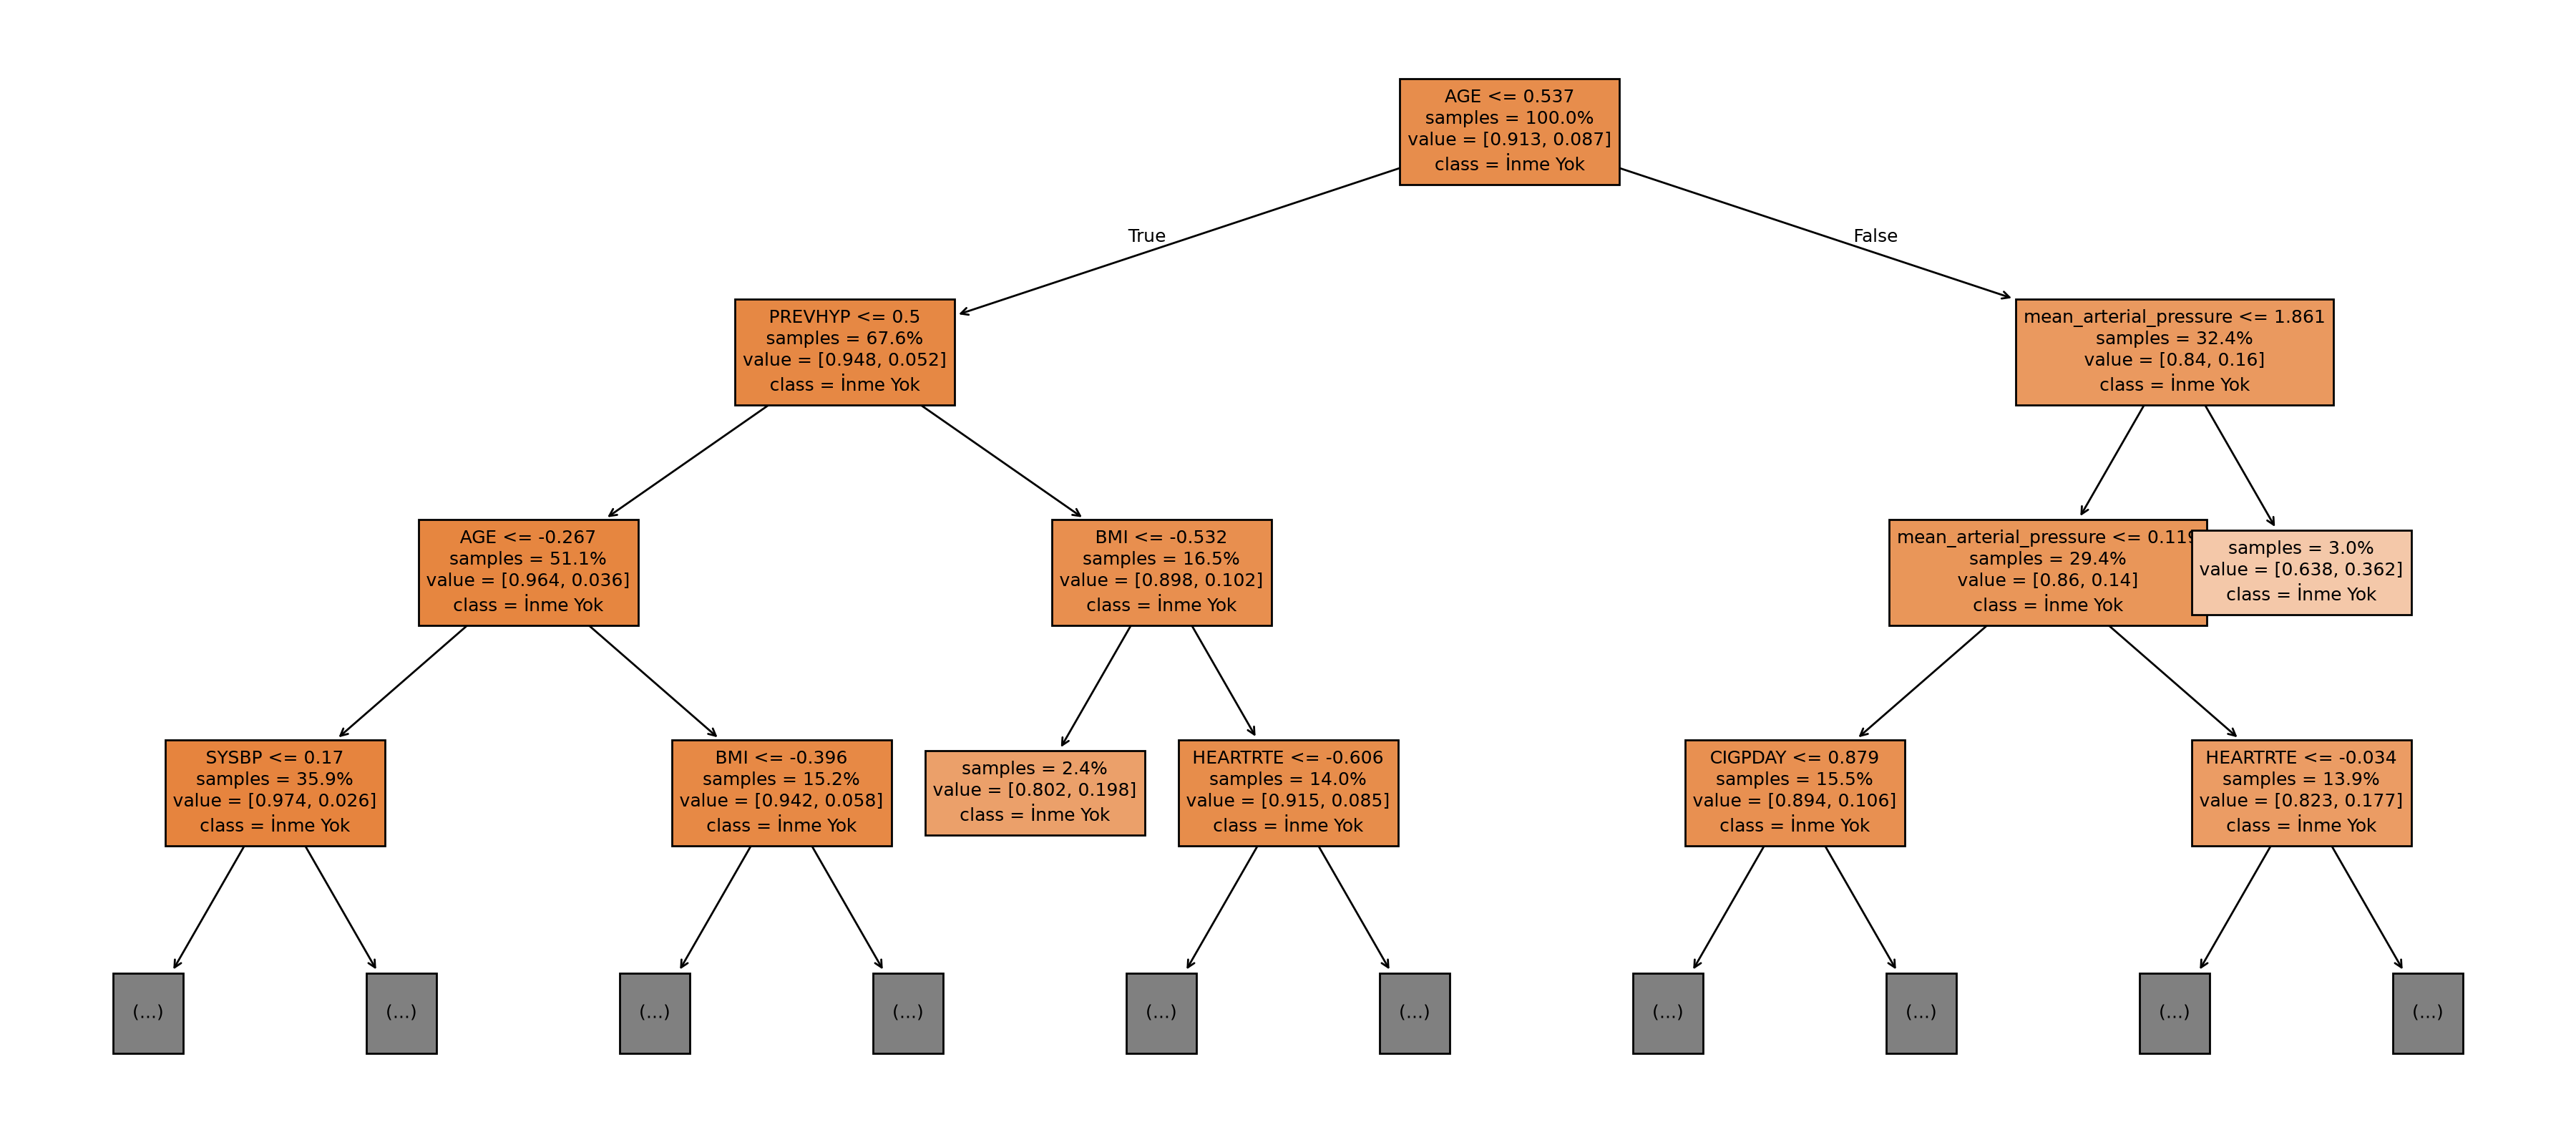 AGE <= 0.537
samples = 100.0%
value = [0.913, 0.087]
class = İnme Yok
True
False
PREVHYP <= 0.5
samples = 67.6%
value = [0.948, 0.052]
class = İnme Yok
mean_arterial_pressure <= 1.861
samples = 32.4%
value = [0.84, 0.16]
class = İnme Yok
AGE <= -0.267
samples = 51.1%
value = [0.964, 0.036]
class = İnme Yok
BMI <= -0.532
samples = 16.5%
value = [0.898, 0.102]
class = İnme Yok
mean_arterial_pressure <= 0.119
samples = 29.4%
value = [0.86, 0.14]
class = İnme Yok
samples = 3.0%
value = [0.638, 0.362]
class = İnme Yok
SYSBP <= 0.17
samples = 35.9%
value = [0.974, 0.026]
class = İnme Yok
BMI <= -0.396
samples = 15.2%
value = [0.942, 0.058]
class = İnme Yok
samples = 2.4%
value = [0.802, 0.198]
class = İnme Yok
HEARTRTE <= -0.606
samples = 14.0%
value = [0.915, 0.085]
class = İnme Yok
CIGPDAY <= 0.879
samples = 15.5%
value = [0.894, 0.106]
class = İnme Yok
HEARTRTE <= -0.034
samples = 13.9%
value = [0.823, 0.177]
class = İnme Yok
(...)
(...)
(...)
(...)
(...)
(...)
(...)
(...)
(...)
(...)